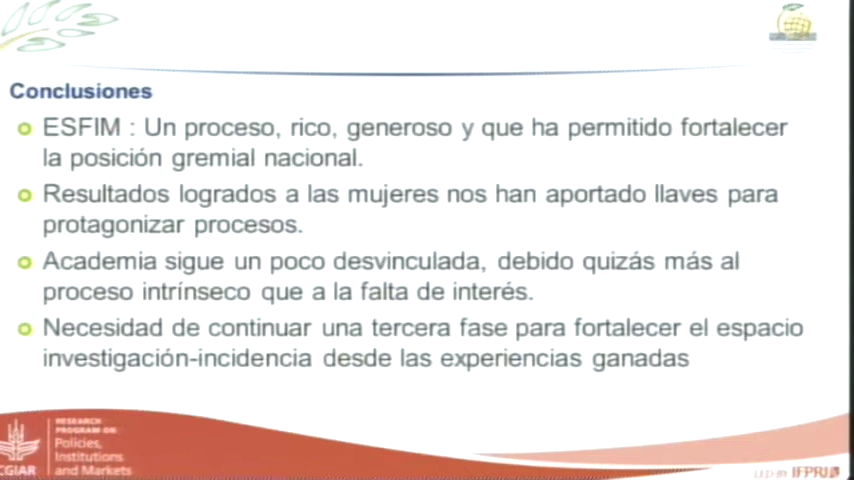 Conclusiones
ESFIM : Un proceso, rico, generoso y que ha permitido fortalecer
la posición gremial nacional.
Resultados logrados a las mujeres nos han aportado llaves para
protagonizar procesos.
Academia sigue un poco desvinculada, debido quizás más al
proceso intrínseco que a la falta de interés.
Necesidad de continuar una tercera fase para fortalecer el espacio
investigación-incidencia desde las experiencias ganadas
RESEARCH
PROGRAM ON
Policies,
Institutions
and Markets
CGIAR
LED BY IFPRI